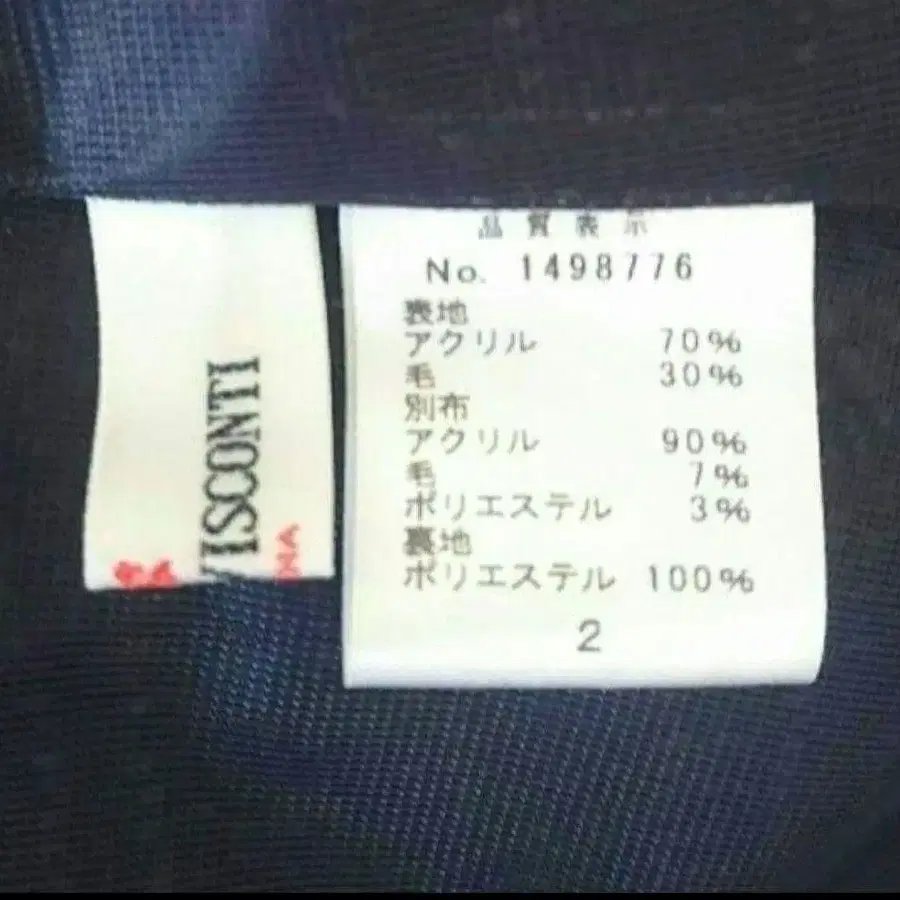 VISCONTI
品質表示
No. 1498776
表地
アクリル 70%
毛 30%
別布
アクリル 90%
毛 7%
ポリエステル 3%
裏地
ポリエステル 100%
2